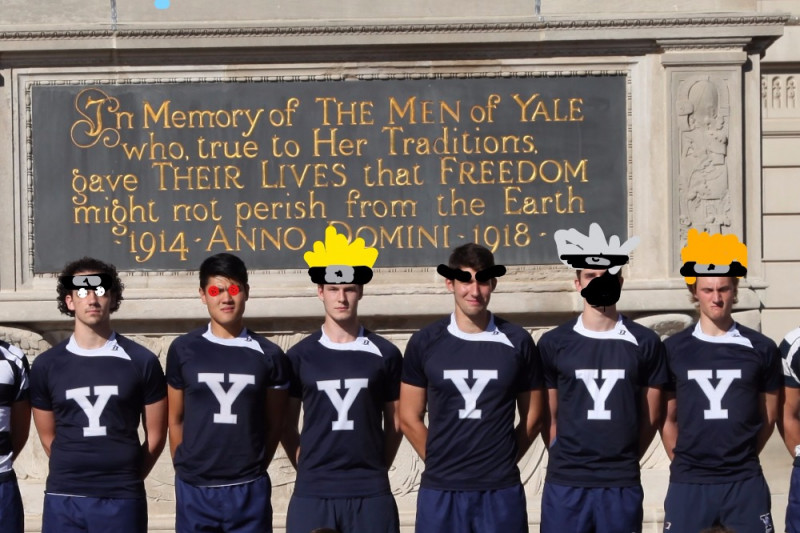 In Memory of THE MEN of YALE
who, true to Her Traditions,
gave THEIR LIVES that FREEDOM
might not perish from the Earth
·1914·ANNO DOMINI·1918·
Y
Y
Y
Y
Y
Y